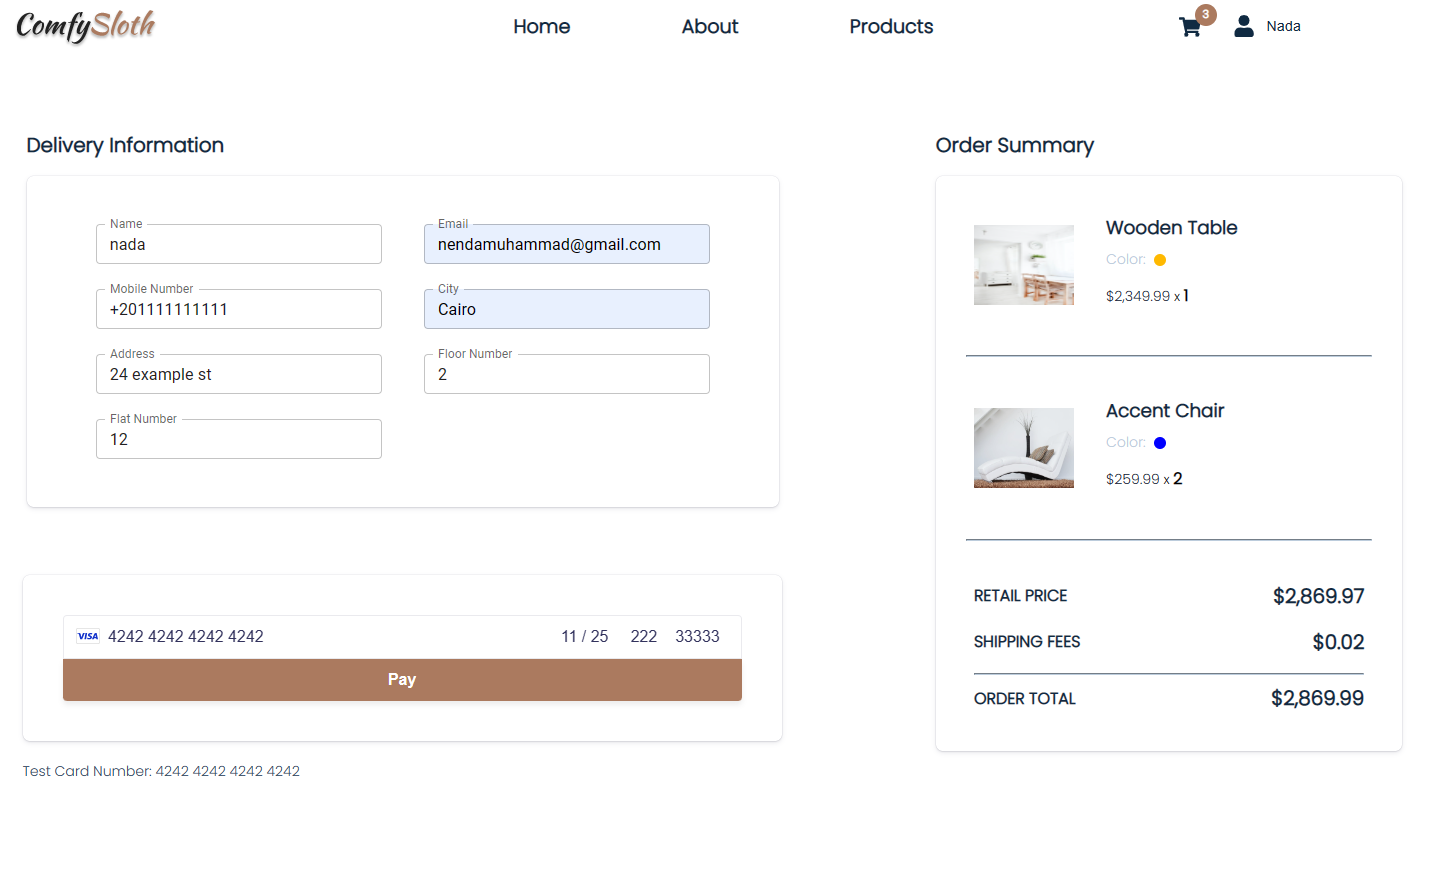 ComfySloth
Home About Products
3
Nada
Delivery Information
Name
nada
Email
nendamuhammad@gmail.com
Mobile Number
+201111111111
City
Cairo
Address
24 example st
Floor Number
2
Flat Number
12
VISA 4242 4242 4242 4242 11 / 25 222 33333
Pay
Test Card Number: 4242 4242 4242 4242
Order Summary
Wooden Table
Color:
$2,349.99 x 1
Accent Chair
Color:
$259.99 x 2
RETAIL PRICE $2,869.97
SHIPPING FEES $0.02
ORDER TOTAL $2,869.99